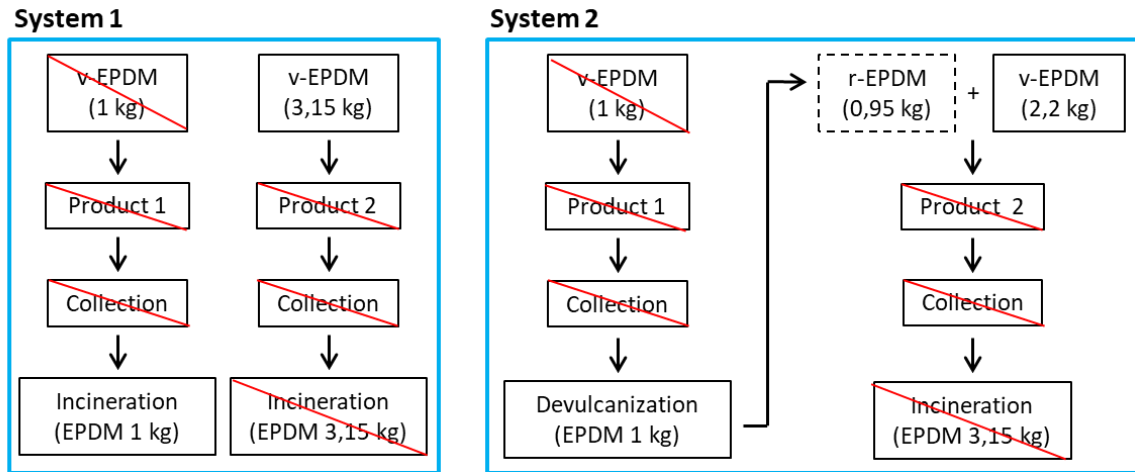 System 1
v-EPDM
(1 kg)
v-EPDM
(3,15 kg)
Product 1
Product 2
Collection
Collection
Incineration
(EPDM 1 kg)
Incineration
(EPDM 3,15 kg)
System 2
v-EPDM
(1 kg)
r-EPDM
(0,95 kg)
+
v-EPDM
(2,2 kg)
Product 1
Product 2
Collection
Collection
Devulcanization
(EPDM 1 kg)
Incineration
(EPDM 3,15 kg)